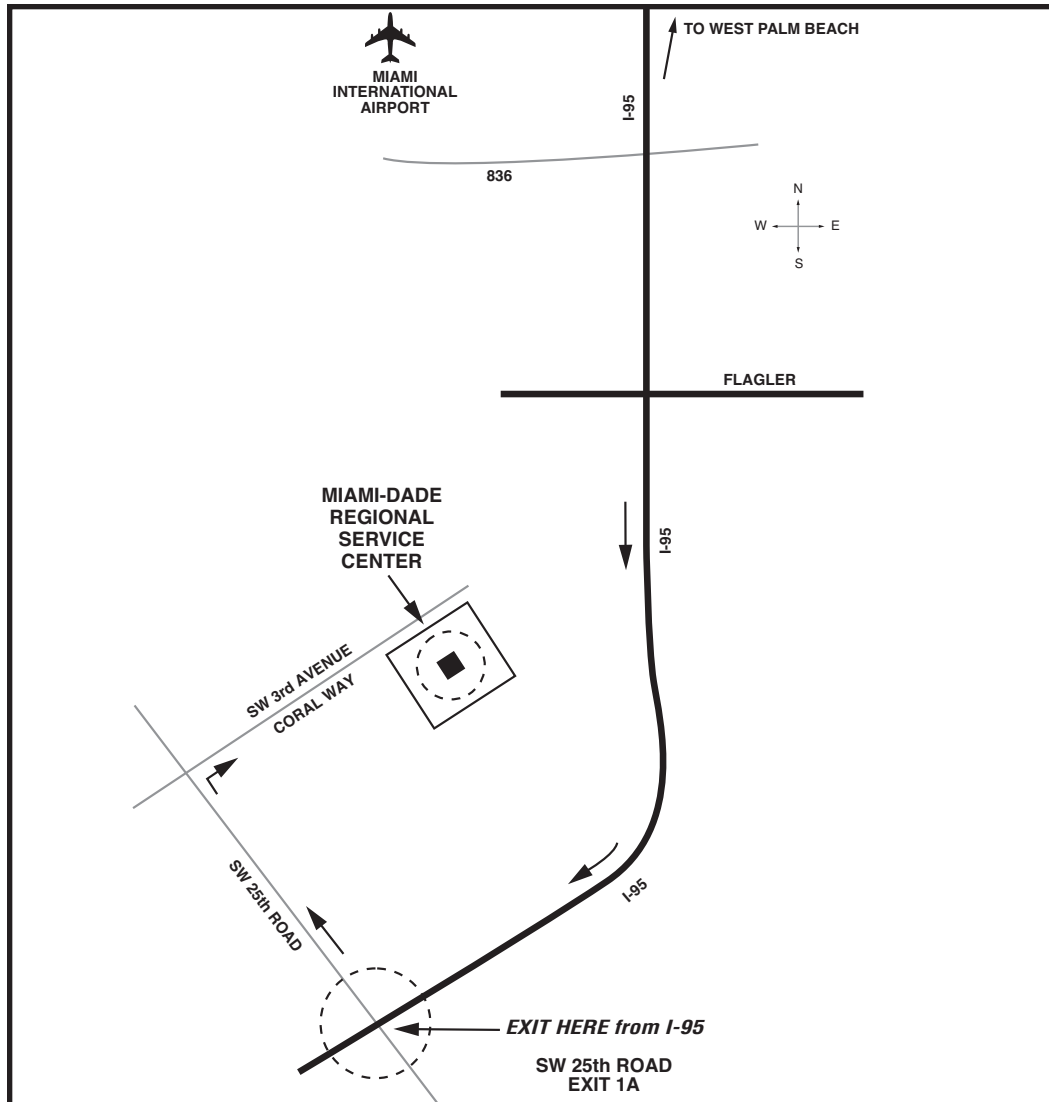 TO WEST PALM BEACH
MIAMI
INTERNATIONAL
AIRPORT
I-95
836
N
W
E
S
FLAGLER
MIAMI-DADE
REGIONAL
SERVICE
CENTER
I-95
SW 3rd AVENUE
CORAL WAY
SW 25th ROAD
I-95
EXIT HERE from I-95
SW 25th ROAD
EXIT 1A